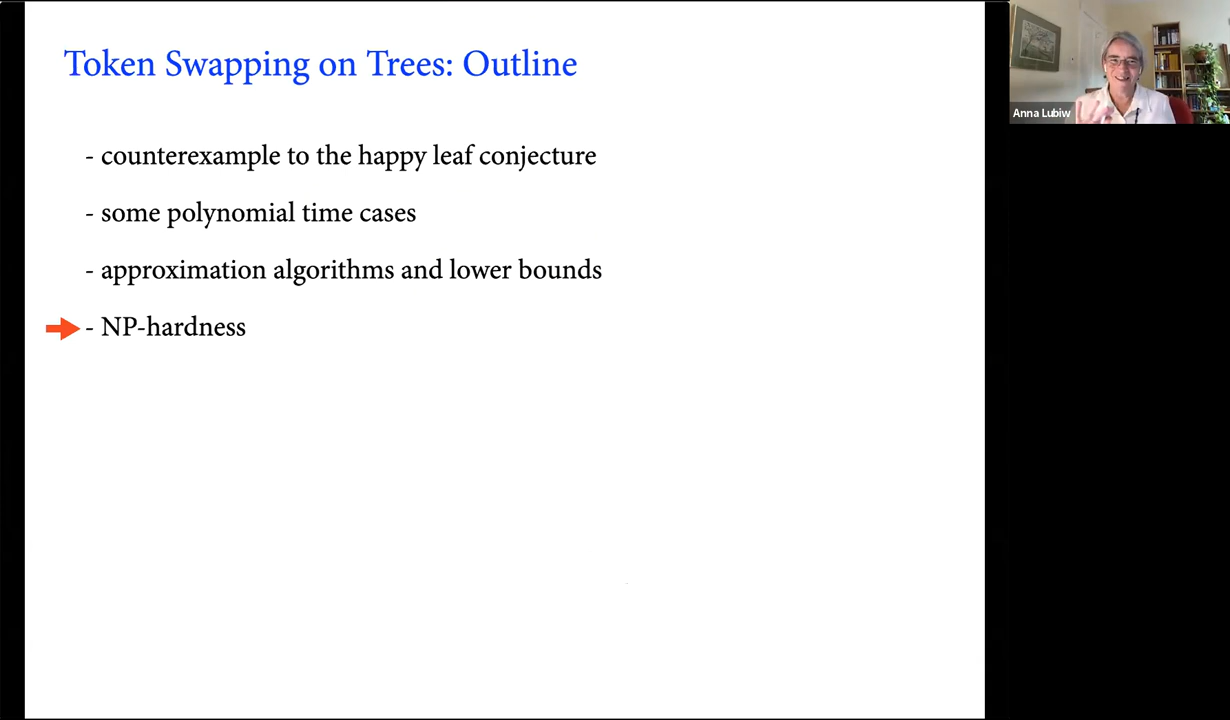 Token Swapping on Trees: Outline
- counterexample to the happy leaf conjecture
- some polynomial time cases
- approximation algorithms and lower bounds
- NP-hardness
Anna Lubiw